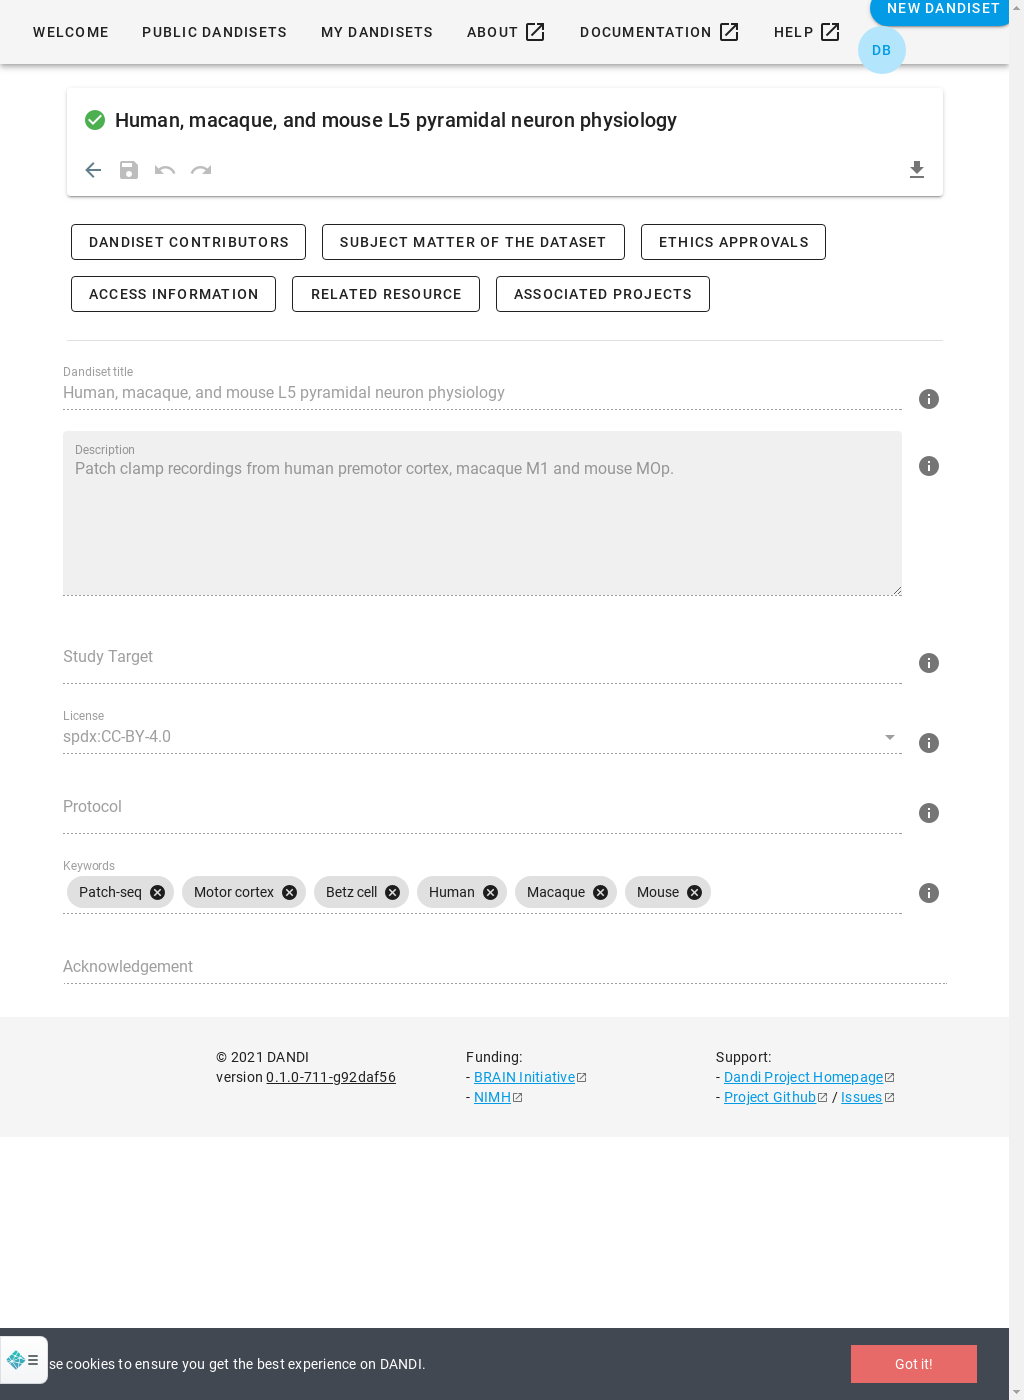 WELCOME PUBLIC DANDISETS MY DANDISETS ABOUT DOCUMENTATION HELP NEW DANDISET
DB
Human, macaque, and mouse L5 pyramidal neuron physiology
DANDISET CONTRIBUTORS SUBJECT MATTER OF THE DATASET ETHICS APPROVALS
ACCESS INFORMATION RELATED RESOURCE ASSOCIATED PROJECTS
Dandiset title
Human, macaque, and mouse L5 pyramidal neuron physiology
Description
Patch clamp recordings from human premotor cortex, macaque M1 and mouse MOp.
Study Target
License
spdx:CC-BY-4.0
Protocol
Keywords
Patch-seq Motor cortex Betz cell Human Macaque Mouse
Acknowledgement
© 2021 DANDI
version 0.1.0-711-g92daf56
Funding:
- BRAIN Initiative
- NIMH
Support:
- Dandi Project Homepage
- Project Github / Issues
se cookies to ensure you get the best experience on DANDI.
Got it!